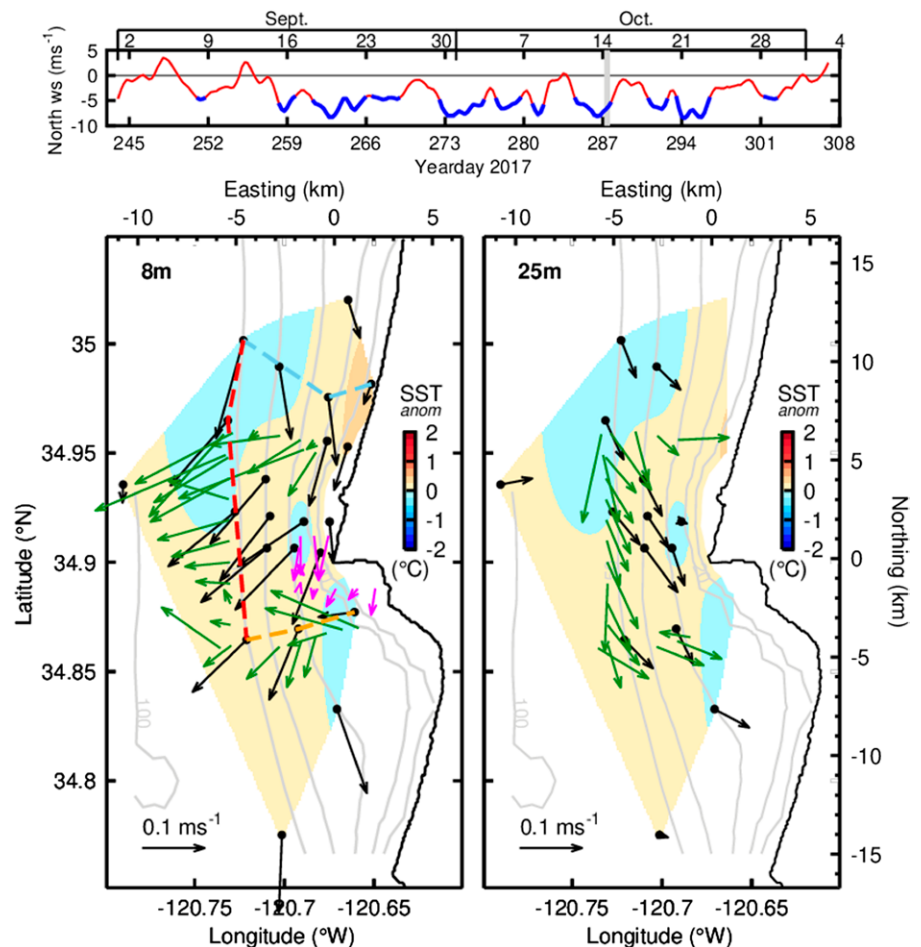 Sept. Oct.
2 9 16 23 30 7 14 21 28 4
North ws (ms-1)
5
0
-5
-10
245 252 259 266 273 280 287 294 301 308
Yearday 2017
Easting (km) Easting (km)
-10 -5 0 5 -10 -5 0 5
8m 25m
Latitude (°N)
35
34.95
34.9
34.85
34.8
SST
anom
2
1
0
-1
-2
(°C)
SST
anom
2
1
0
-1
-2
(°C)
15
10
5
0
-5
-10
-15
Northing (km)
100
100
0.1 ms-1 0.1 ms-1
-120.75 -120.7 -120.65 -120.75 -120.7 -120.65
Longitude (°W) Longitude (°W)